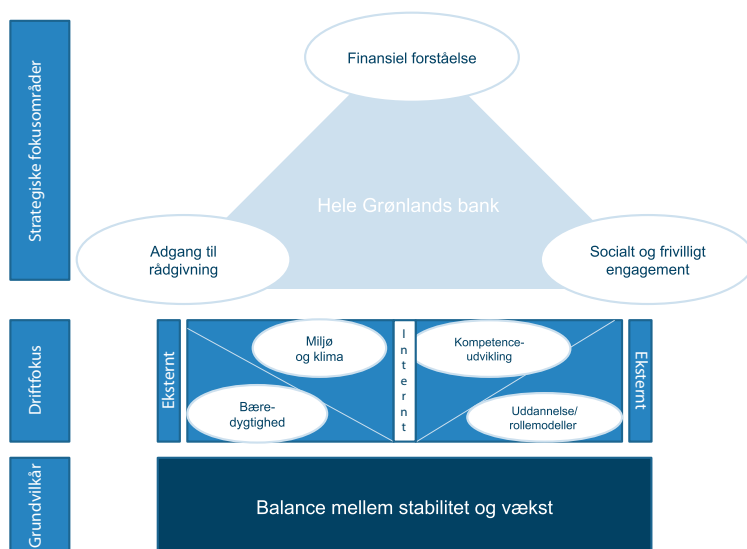 Strategiske fokusområder
Finansiel forståelse
Hele Grønlands bank
Adgang til
rådgivning
Socialt og frivilligt
engagement
Driftfokus
Eksternt
Miljø
og klima
Bære-
dygtighed
Internt
Kompetence-
udvikling
Uddannelse/
rollemodeller
Eksternt
Grundvilkår
Balance mellem stabilitet og vækst